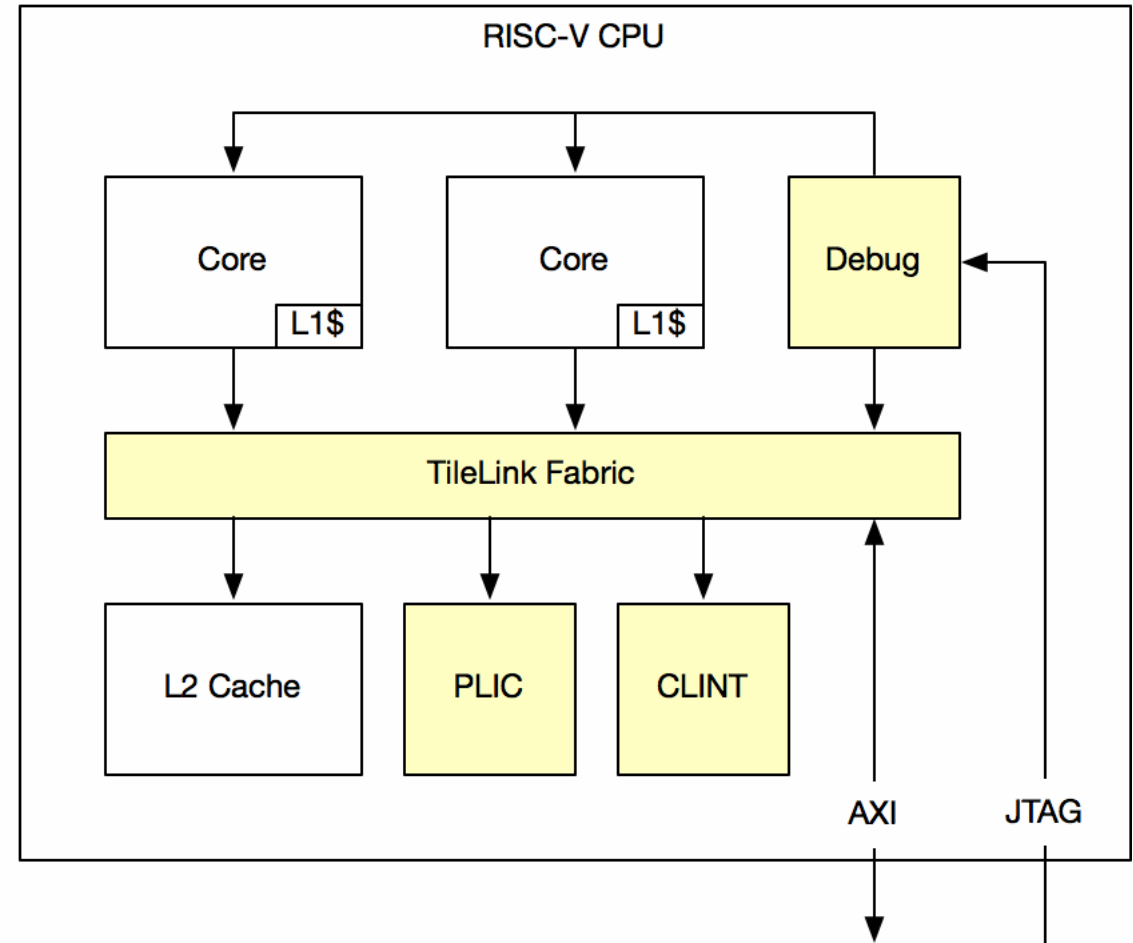 RISC-V CPU
Core
L1$
Core
L1$
Debug
TileLink Fabric
L2 Cache
PLIC
CLINT
AXI
JTAG